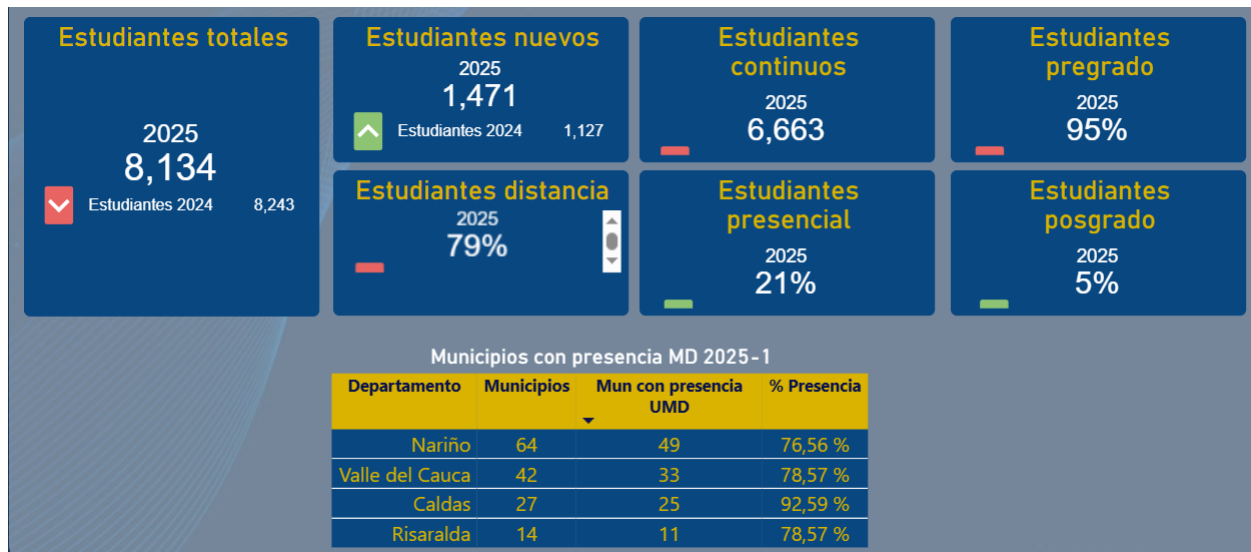 Estudiantes totales
2025
8,134
Estudiantes 2024 8,243
Estudiantes nuevos
2025
1,471
Estudiantes 2024 1,127
Estudiantes
continuos
2025
6,663
Estudiantes
pregrado
2025
95%
Estudiantes distancia
2025
79%
Estudiantes
presencial
2025
21%
Estudiantes
posgrado
2025
5%
Municipios con presencia MD 2025-1
Departamento Municipios Mun con presencia % Presencia
UMD
Nariño 64 49 76,56 %
Valle del Cauca 42 33 78,57 %
Caldas 27 25 92,59 %
Risaralda 14 11 78,57 %